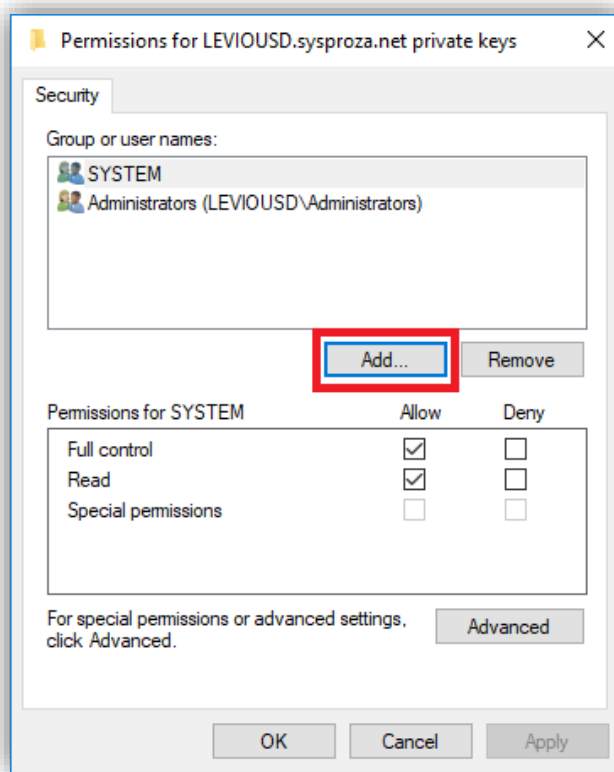 Permissions for LEVIOUSD.sysproza.net private keys
Security
Group or user names:
SYSTEM
Administrators (LEVIOUSD\Administrators)
Add...
Remove
Permissions for SYSTEM
Allow
Deny
Full control
Read
Special permissions
For special permissions or advanced settings,
click Advanced.
Advanced
OK
Cancel
Apply